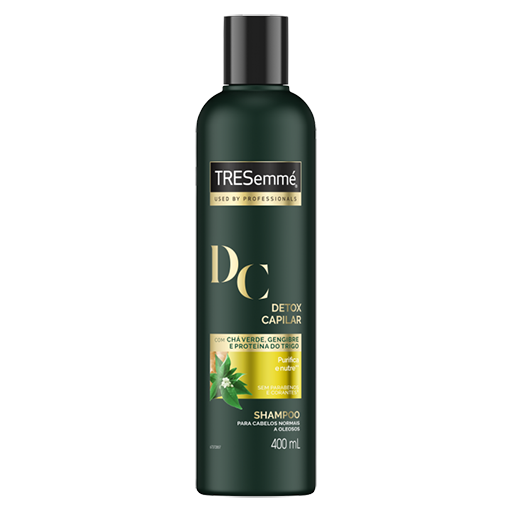 TRESemmé®
USED BY PROFESSIONALS
DC
DETOX
CAPILAR
COM CHÁ VERDE, GENGIBRE
E PROTEÍNA DO TRIGO
Purifica
e nutre
SEM PARABENOS
E CORANTES
SHAMPOO
PARA CABELOS NORMAIS
A OLEOSOS
400 mL